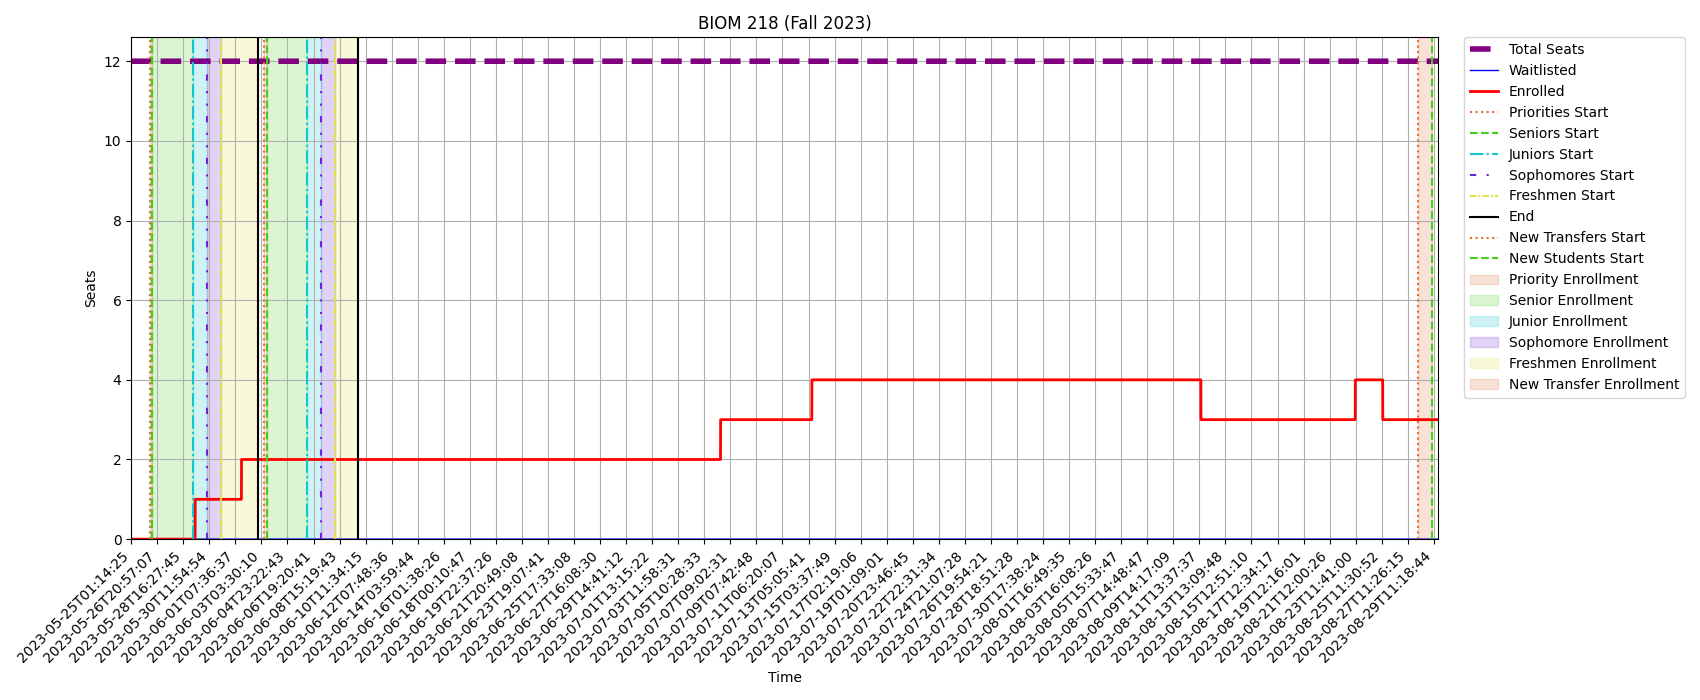 BIOM 218 (Fall 2023)
Seats
12
10
8
6
4
2
0
2023-05-25T01:14:25
2023-05-26T20:57:07
2023-05-28T16:27:45
2023-05-30T11:54:54
2023-06-01T07:36:37
2023-06-03T03:30:10
2023-06-04T23:22:43
2023-06-06T19:20:41
2023-06-08T15:19:43
2023-06-10T11:34:15
2023-06-12T07:48:36
2023-06-14T03:59:44
2023-06-16T01:38:26
2023-06-18T00:10:47
2023-06-19T22:37:26
2023-06-21T20:49:08
2023-06-23T19:07:41
2023-06-25T17:33:08
2023-06-27T16:08:30
2023-06-29T14:41:12
2023-07-01T13:15:22
2023-07-03T11:58:31
2023-07-05T10:28:33
2023-07-07T09:02:31
2023-07-09T07:42:48
2023-07-11T06:20:07
2023-07-13T05:05:41
2023-07-15T03:37:49
2023-07-17T02:19:06
2023-07-19T01:09:01
2023-07-20T23:46:45
2023-07-22T22:31:34
2023-07-24T21:07:28
2023-07-26T19:54:21
2023-07-28T18:51:28
2023-07-30T17:38:24
2023-08-01T16:49:35
2023-08-03T16:08:26
2023-08-05T15:33:47
2023-08-07T14:48:47
2023-08-09T14:17:09
2023-08-11T13:37:37
2023-08-13T13:09:48
2023-08-15T12:51:10
2023-08-17T12:34:17
2023-08-19T12:16:01
2023-08-21T12:00:26
2023-08-23T11:41:00
2023-08-25T11:30:52
2023-08-27T11:26:15
2023-08-29T11:18:44
Time
Total Seats
Waitlisted
Enrolled
Priorities Start
Seniors Start
Juniors Start
Sophomores Start
Freshmen Start
End
New Transfers Start
New Students Start
Priority Enrollment
Senior Enrollment
Junior Enrollment
Sophomore Enrollment
Freshmen Enrollment
New Transfer Enrollment